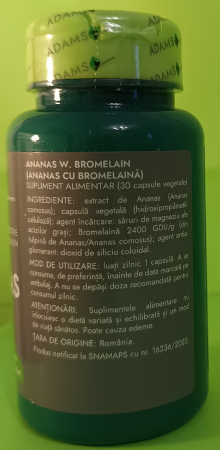 ADAMS
ADAMS
ANANAS W. BROMELAIN
(ANANAS CU BROMELAINĂ)
SUPLIMENT ALIMENTAR (30 capsule vegetale)
INGREDIENTE: extract de Ananas (Ananas
comosus), capsulă vegetală (hidroxipropilmetil-
celuloză); agent încărcare: săruri de magneziu ale
acizilor grași; Bromelaină 2400 GDU/g (din
tulpină de Ananas/Ananas comosus); agent antia-
glomerant: dioxid de siliciu coloidal.
MOD DE UTILIZARE: luați zilnic 1 capsulă. A se
consuma, de preferință, înainte de data marcată pe
ambalaj. A nu se depăși doza recomandată pentru
consumul zilnic.
ATENȚIONĂRI: Suplimentele alimentare nu
înlocuiesc o dietă variată și echilibrată și un mod
de viață sănătos. Poate cauza edeme.
ȚARA DE ORIGINE: România.
Produs notificat la SNAMAPS cu nr. 16236/2023.